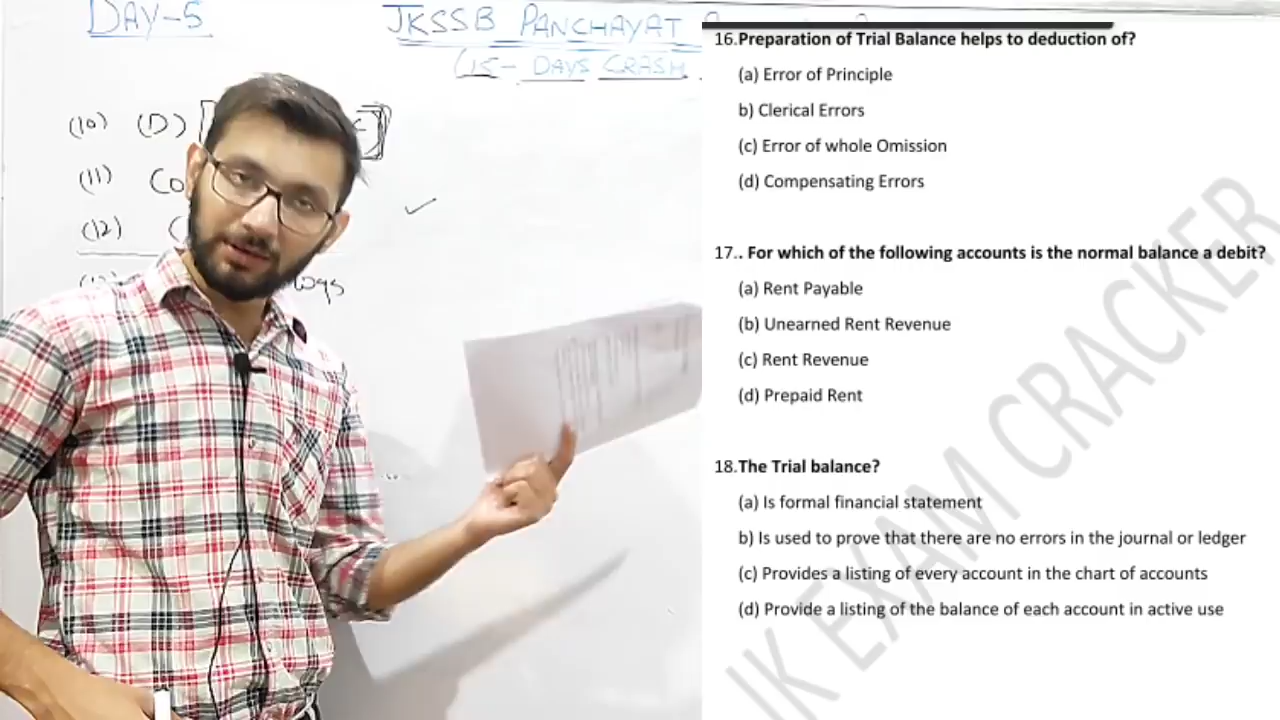 DAY-5
JKSSB PANCHAYAT
(15- DAYS CRASH
(10) (D)
(11) Co
(12) (
16.Preparation of Trial Balance helps to deduction of?
(a) Error of Principle
b) Clerical Errors
(c) Error of whole Omission
(d) Compensating Errors
17.. For which of the following accounts is the normal balance a debit?
(a) Rent Payable
(b) Unearned Rent Revenue
(c) Rent Revenue
(d) Prepaid Rent
18.The Trial balance?
(a) Is formal financial statement
b) Is used to prove that there are no errors in the journal or ledger
(c) Provides a listing of every account in the chart of accounts
(d) Provide a listing of the balance of each account in active use
JK EXAM CRACKER